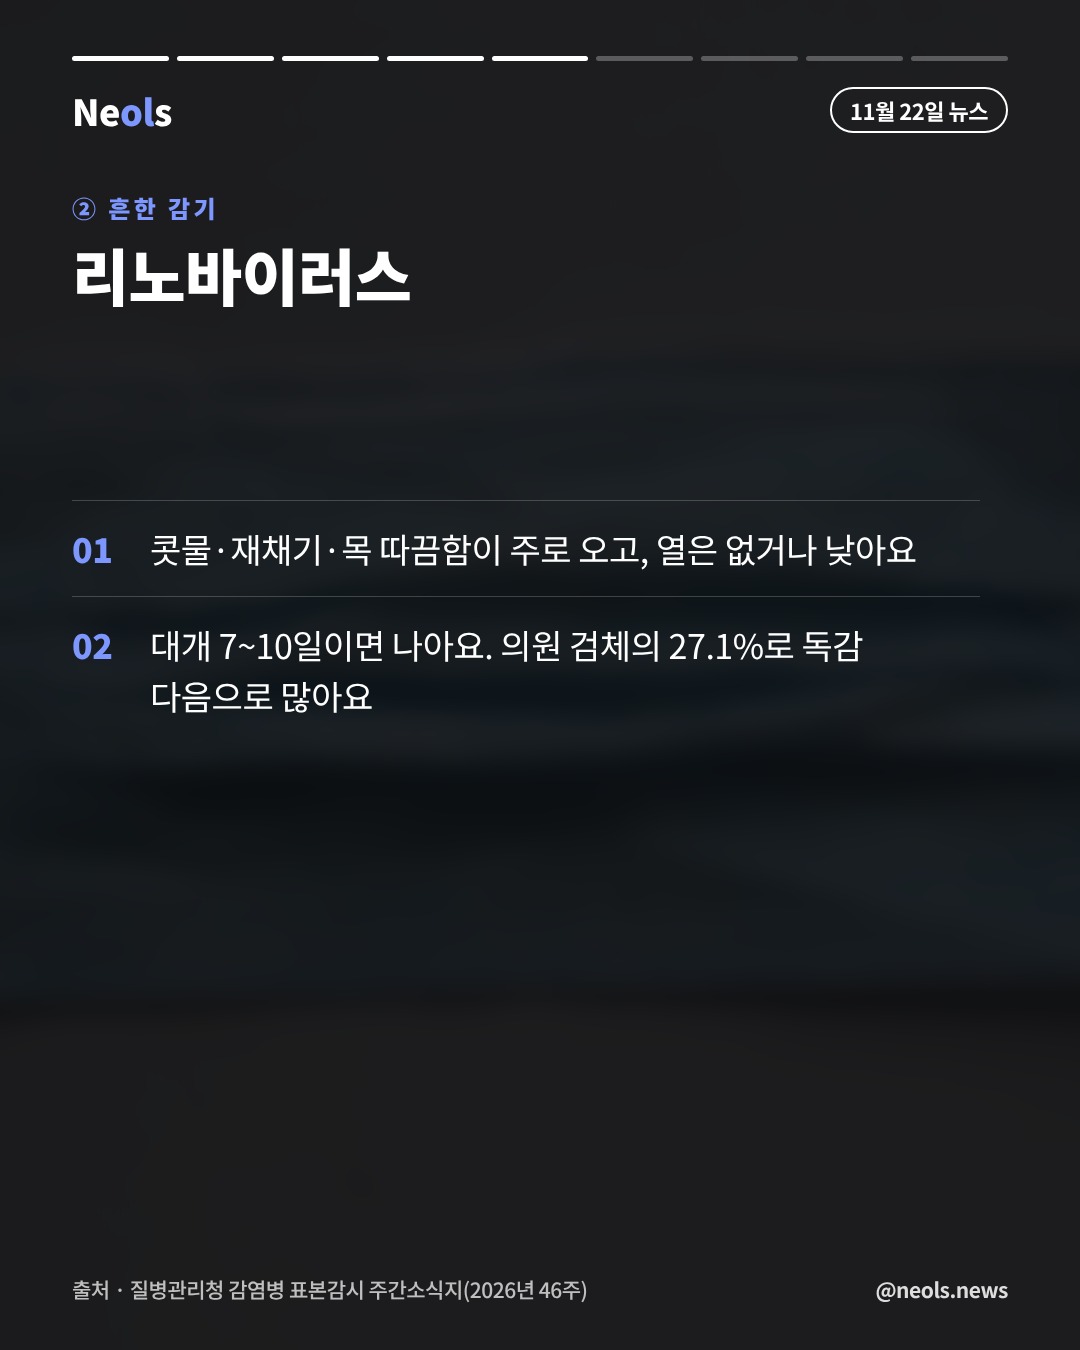 Neols
11월 22일 뉴스
② 흔한 감기
리노바이러스
01 콧물·재채기·목 따끔함이 주로 오고, 열은 없거나 낮아요
02 대개 7~10일이면 나아요. 의원 검체의 27.1%로 독감
다음으로 많아요
출처 · 질병관리청 감염병 표본감시 주간소식지(2026년 46주)
@neols.news